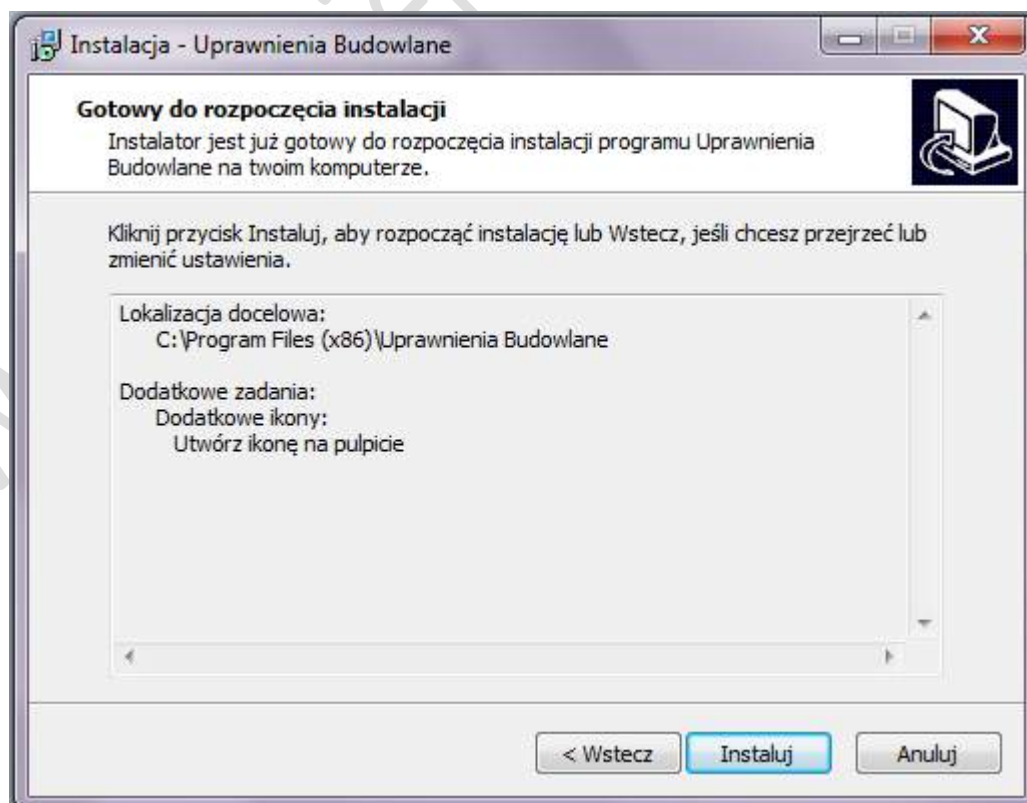 Instalacja - Uprawnienia Budowlane
Gotowy do rozpoczęcia instalacji
Instalator jest już gotowy do rozpoczęcia instalacji programu Uprawnienia
Budowlane na twoim komputerze.
Kliknij przycisk Instaluj, aby rozpocząć instalację lub Wstecz, jeśli chcesz przejrzeć lub
zmienić ustawienia.
Lokalizacja docelowa:
C:\Program Files (x86)\Uprawnienia Budowlane
Dodatkowe zadania:
Dodatkowe ikony:
Utwórz ikonę na pulpicie
< Wstecz Instaluj Anuluj